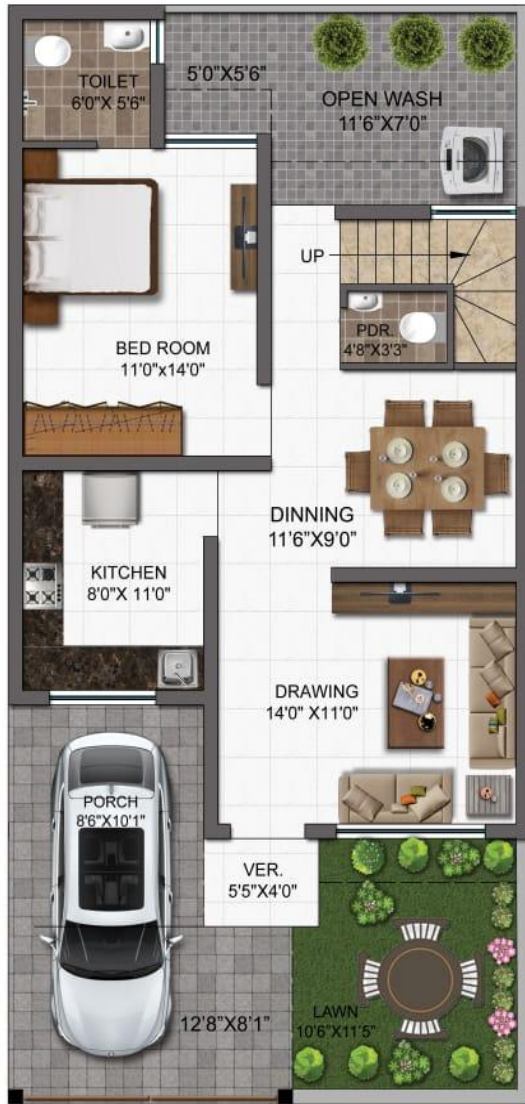 TOILET
6'0"X 5'6"
5'0"X5'6"
OPEN WASH
11'6"X7'0"
UP
PDR.
4'8"X3'3"
BED ROOM
11'0"x14'0"
DINNING
11'6"X9'0"
KITCHEN
8'0"X 11'0"
DRAWING
14'0" X11'0"
PORCH
8'6"X10'1"
VER.
5'5"X4'0"
12'8"X8'1"
LAWN
10'6"X11'5"